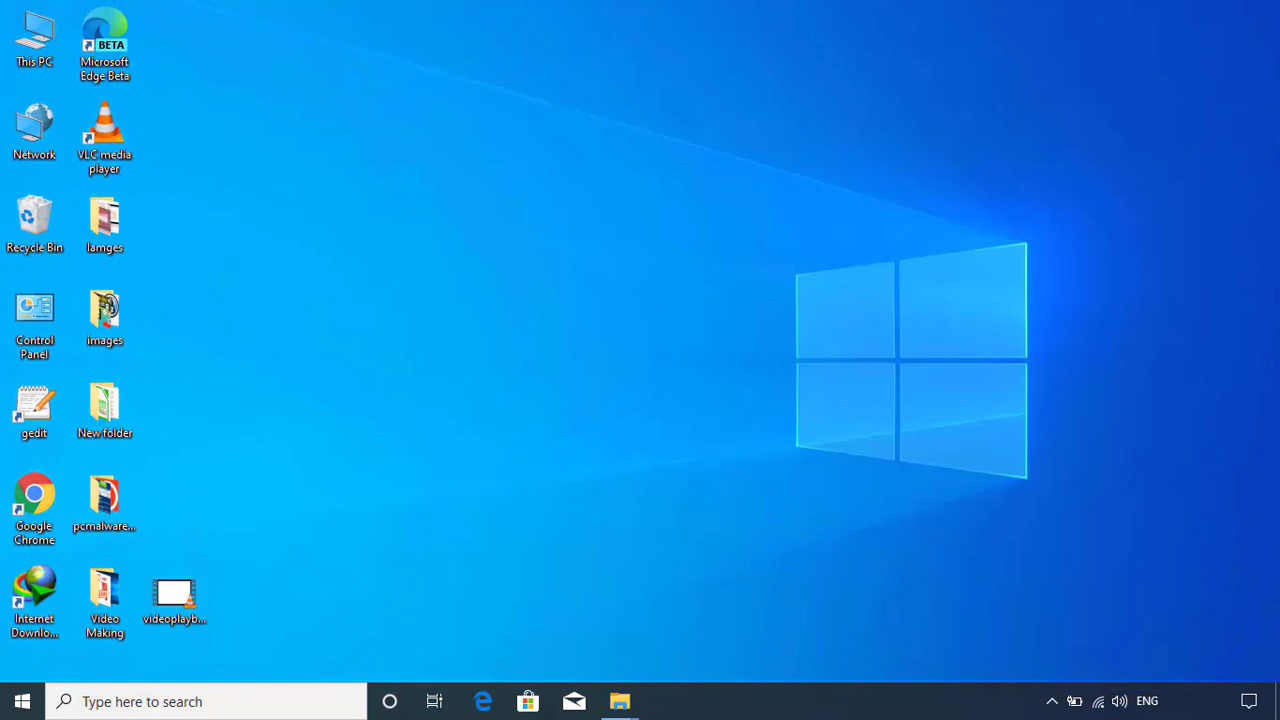 This PC
BETA
Microsoft
Edge Beta
Network
VLC media
player
Recycle Bin
Iamges
Control
Panel
images
gedit
New folder
Google
Chrome
pcmalware...
Internet
Downlo...
Video
Making
videoplayb...
Type here to search
ENG